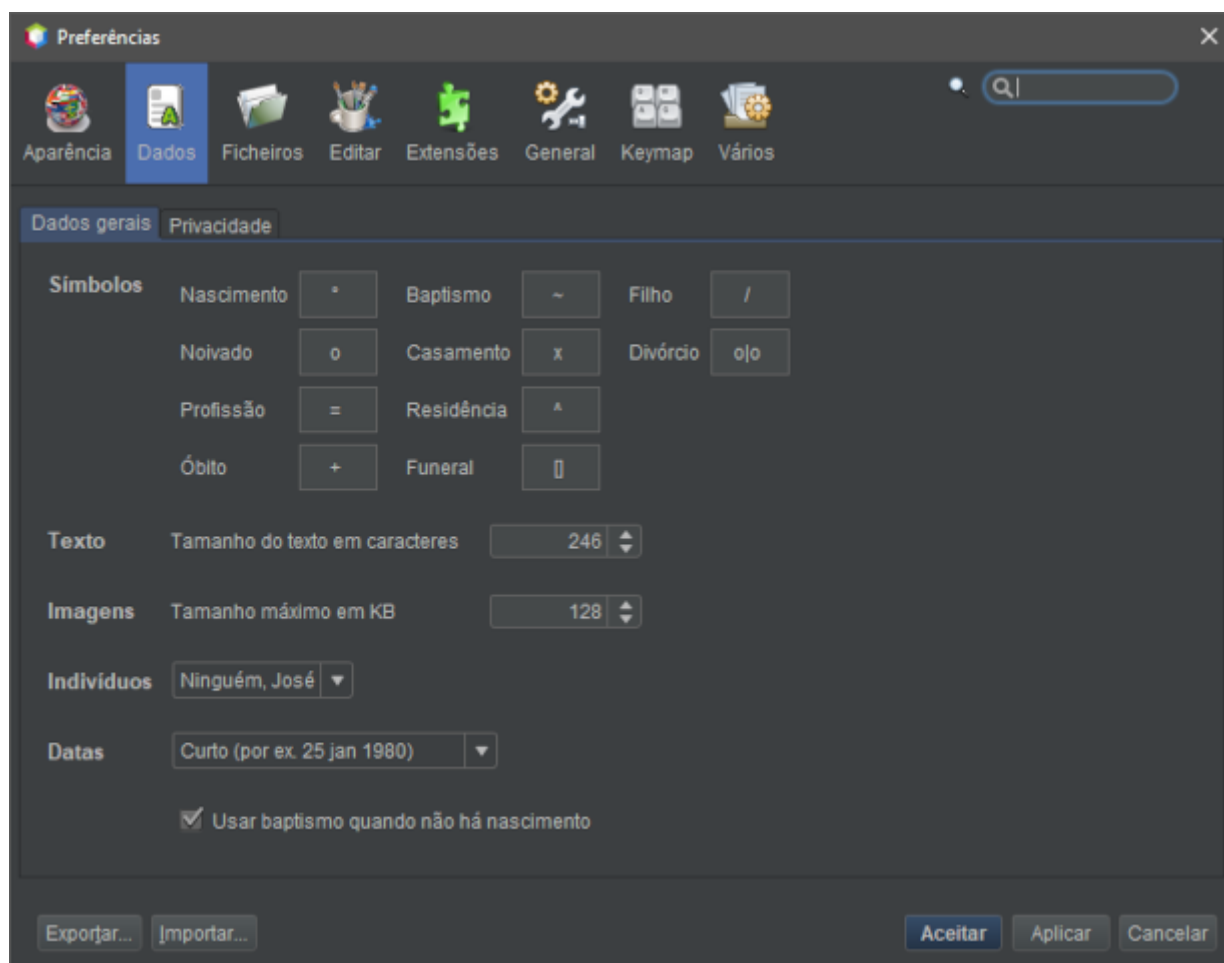 Preferências
Aparência Dados Ficheiros Editar Extensões General Keymap Vários
Dados gerais Privacidade
Símbolos Nascimento ° Baptismo ~ Filho /
Noivado o Casamento x Divórcio o|o
Profissão = Residência ^
Óbito + Funeral []
Texto Tamanho do texto em caracteres 246
Imagens Tamanho máximo em KB 128
Indivíduos Ninguém, José
Datas Curto (por ex. 25 jan 1980)
Usar baptismo quando não há nascimento
Exportar... Importar... Aceitar Aplicar Cancelar